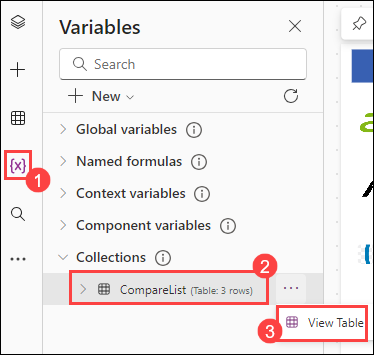 Variables
Search
New
Global variables
Named formulas
{x}
1
Context variables
Component variables
Collections
2
CompareList (Table: 3 rows)
3
View Table